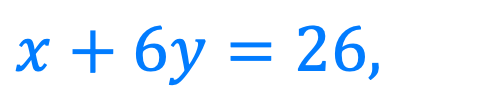 x + 6y = 26,